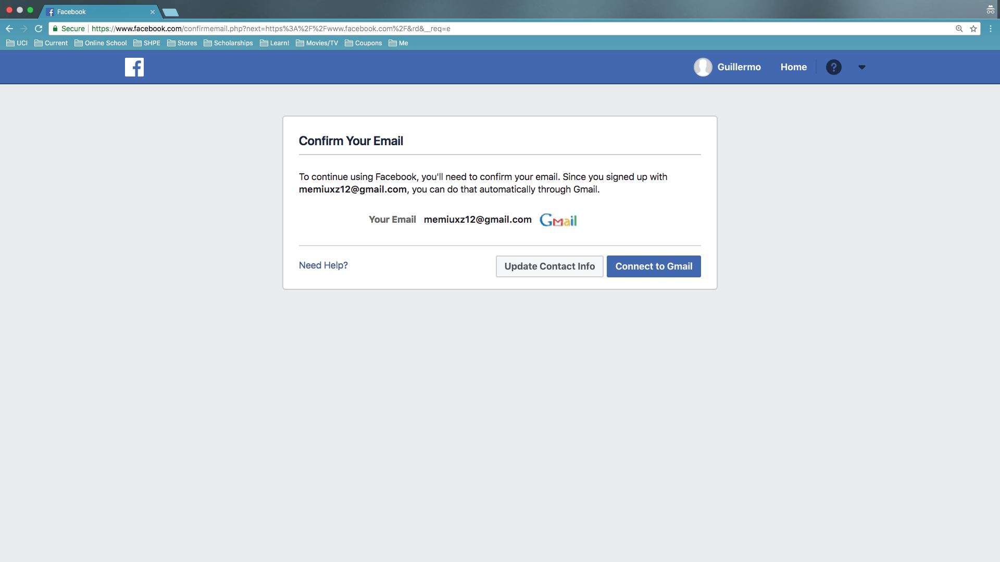 Facebook
Secure https://www.facebook.com/confirmemail.php?next=https%3A%2F%2Fwww.facebook.com%2F&rd&__req=e
UCI Current Online School SHPE Stores Scholarships Learn! Movies/TV Coupons Me
f Guillermo Home ?
Confirm Your Email
To continue using Facebook, you'll need to confirm your email. Since you signed up with
memiuxz12@gmail.com, you can do that automatically through Gmail.
Your Email memiuxz12@gmail.com Gmail
Need Help? Update Contact Info Connect to Gmail